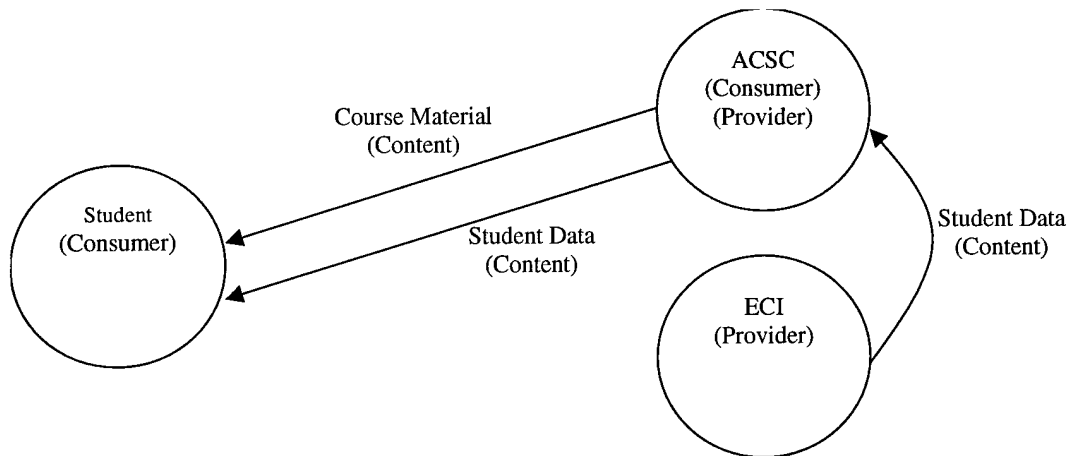 ACSC
(Consumer)
(Provider)
Course Material
(Content)
Student
(Consumer)
Student Data
(Content)
Student Data
(Content)
ECI
(Provider)